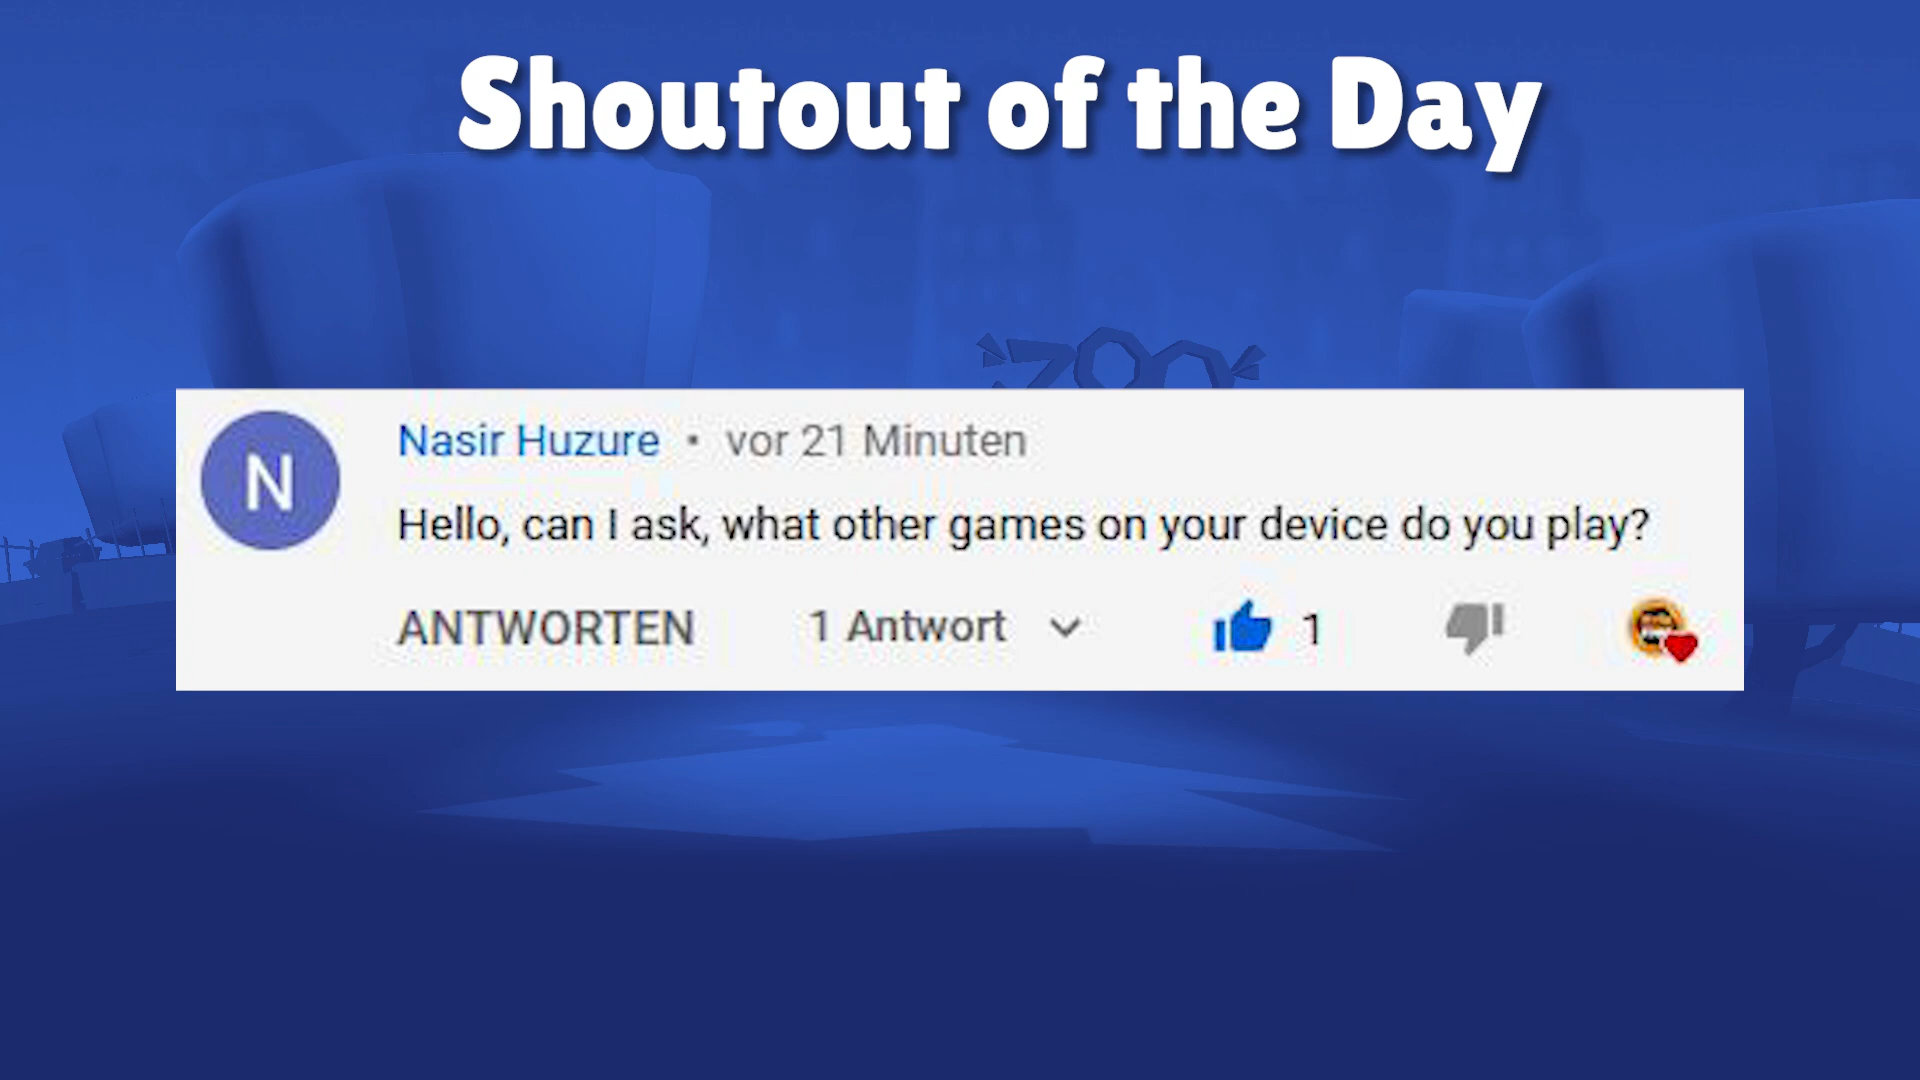 Shoutout of the Day
ZOO
N
Nasir Huzure • vor 21 Minuten
Hello, can I ask, what other games on your device do you play?
ANTWORTEN 1 Antwort 1